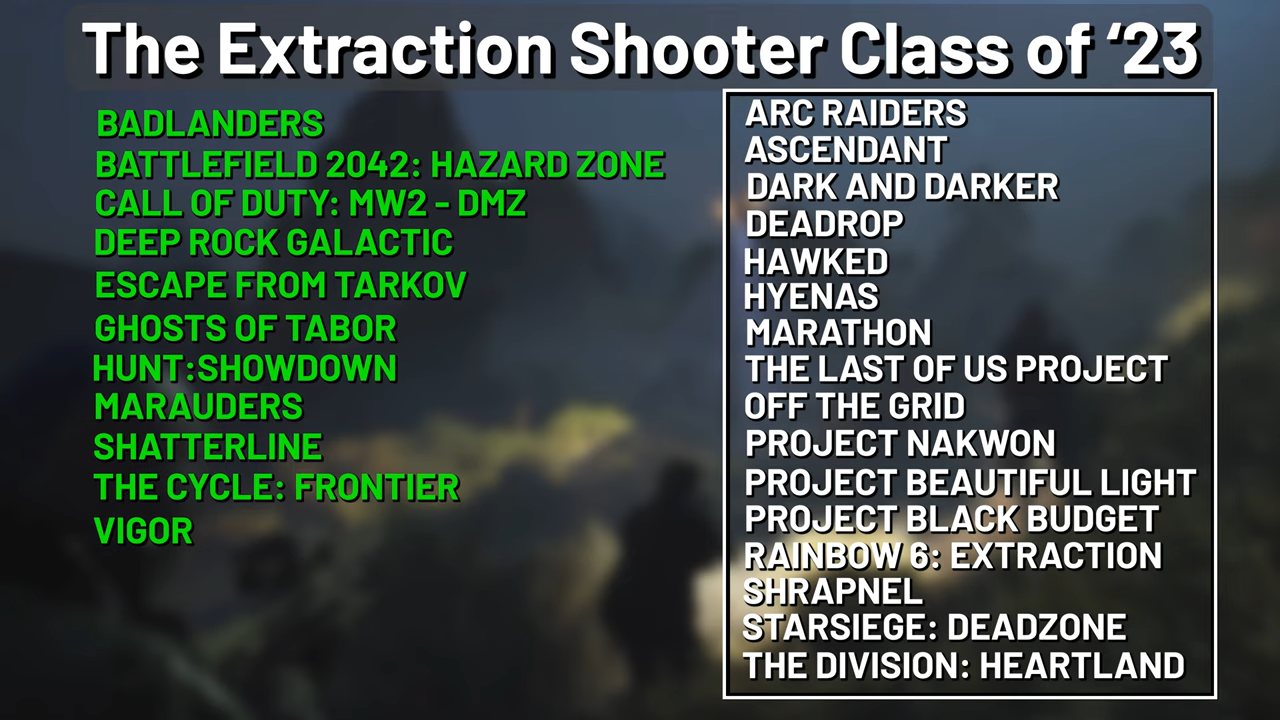 The Extraction Shooter Class of ‘23
BADLANDERS
BATTLEFIELD 2042: HAZARD ZONE
CALL OF DUTY: MW2 - DMZ
DEEP ROCK GALACTIC
ESCAPE FROM TARKOV
GHOSTS OF TABOR
HUNT:SHOWDOWN
MARAUDERS
SHATTERLINE
THE CYCLE: FRONTIER
VIGOR
ARC RAIDERS
ASCENDANT
DARK AND DARKER
DEADROP
HAWKED
HYENAS
MARATHON
THE LAST OF US PROJECT
OFF THE GRID
PROJECT NAKWON
PROJECT BEAUTIFUL LIGHT
PROJECT BLACK BUDGET
RAINBOW 6: EXTRACTION
SHRAPNEL
STARSIEGE: DEADZONE
THE DIVISION: HEARTLAND